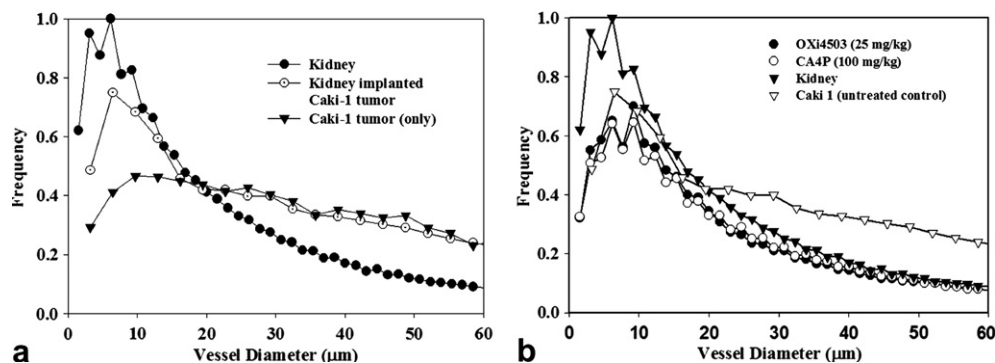 1.0
0.8
0.6
0.4
0.2
0.0
Frequency
Kidney
Kidney implanted
Caki-1 tumor
Caki-1 tumor (only)
0 10 20 30 40 50 60
Vessel Diameter (μm)
a
1.0
0.8
0.6
0.4
0.2
0.0
Frequency
OXi4503 (25 mg/kg)
CA4P (100 mg/kg)
Kidney
Caki 1 (untreated control)
0 10 20 30 40 50 60
Vessel Diameter (μm)
b